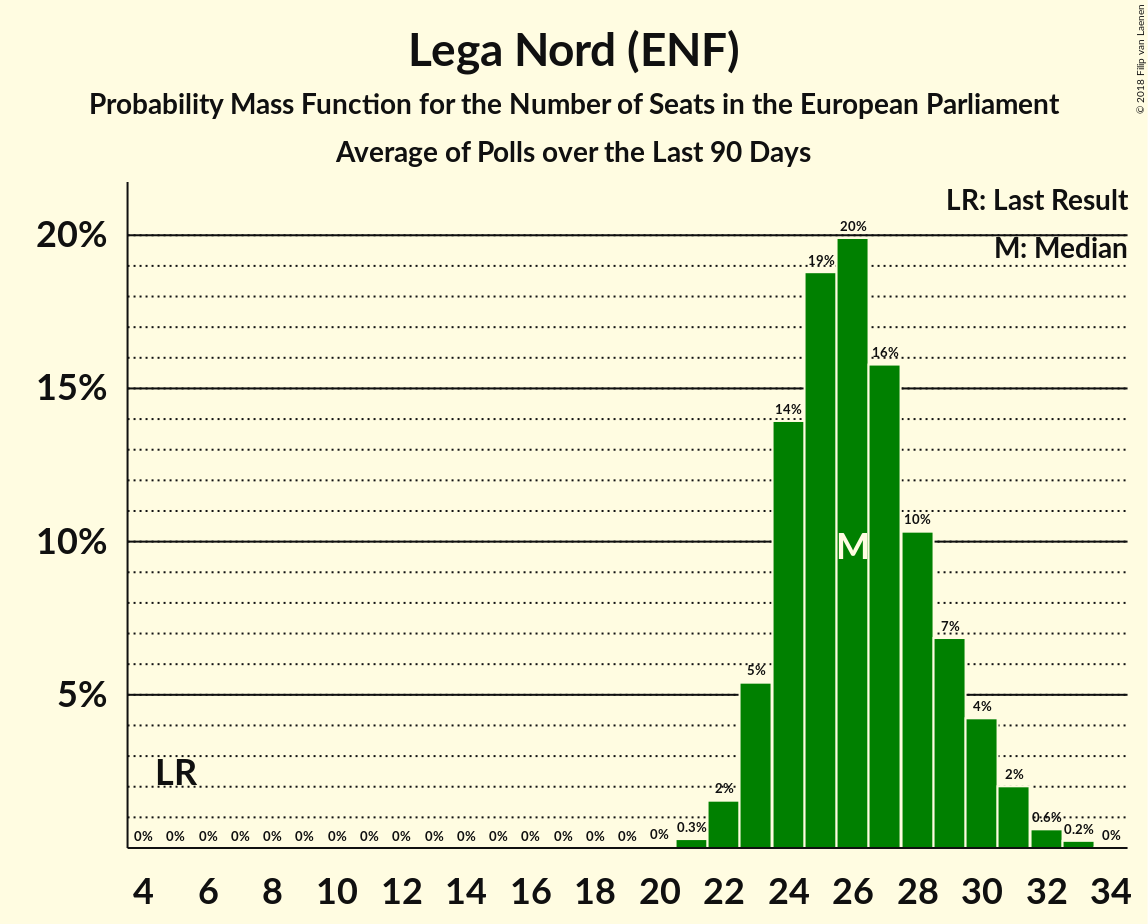 Lega Nord (ENF)
Probability Mass Function for the Number of Seats in the European Parliament
Average of Polls over the Last 90 Days
© 2018 Filip van Laenen
LR: Last Result
M: Median
20%
15%
10%
5%
LR
M
0% 0% 0% 0% 0% 0% 0% 0% 0% 0% 0% 0% 0% 0% 0% 0% 0% 0.3% 2% 5% 14% 19% 20% 16% 10% 7% 4% 2% 0.6% 0.2% 0%
4 6 8 10 12 14 16 18 20 22 24 26 28 30 32 34